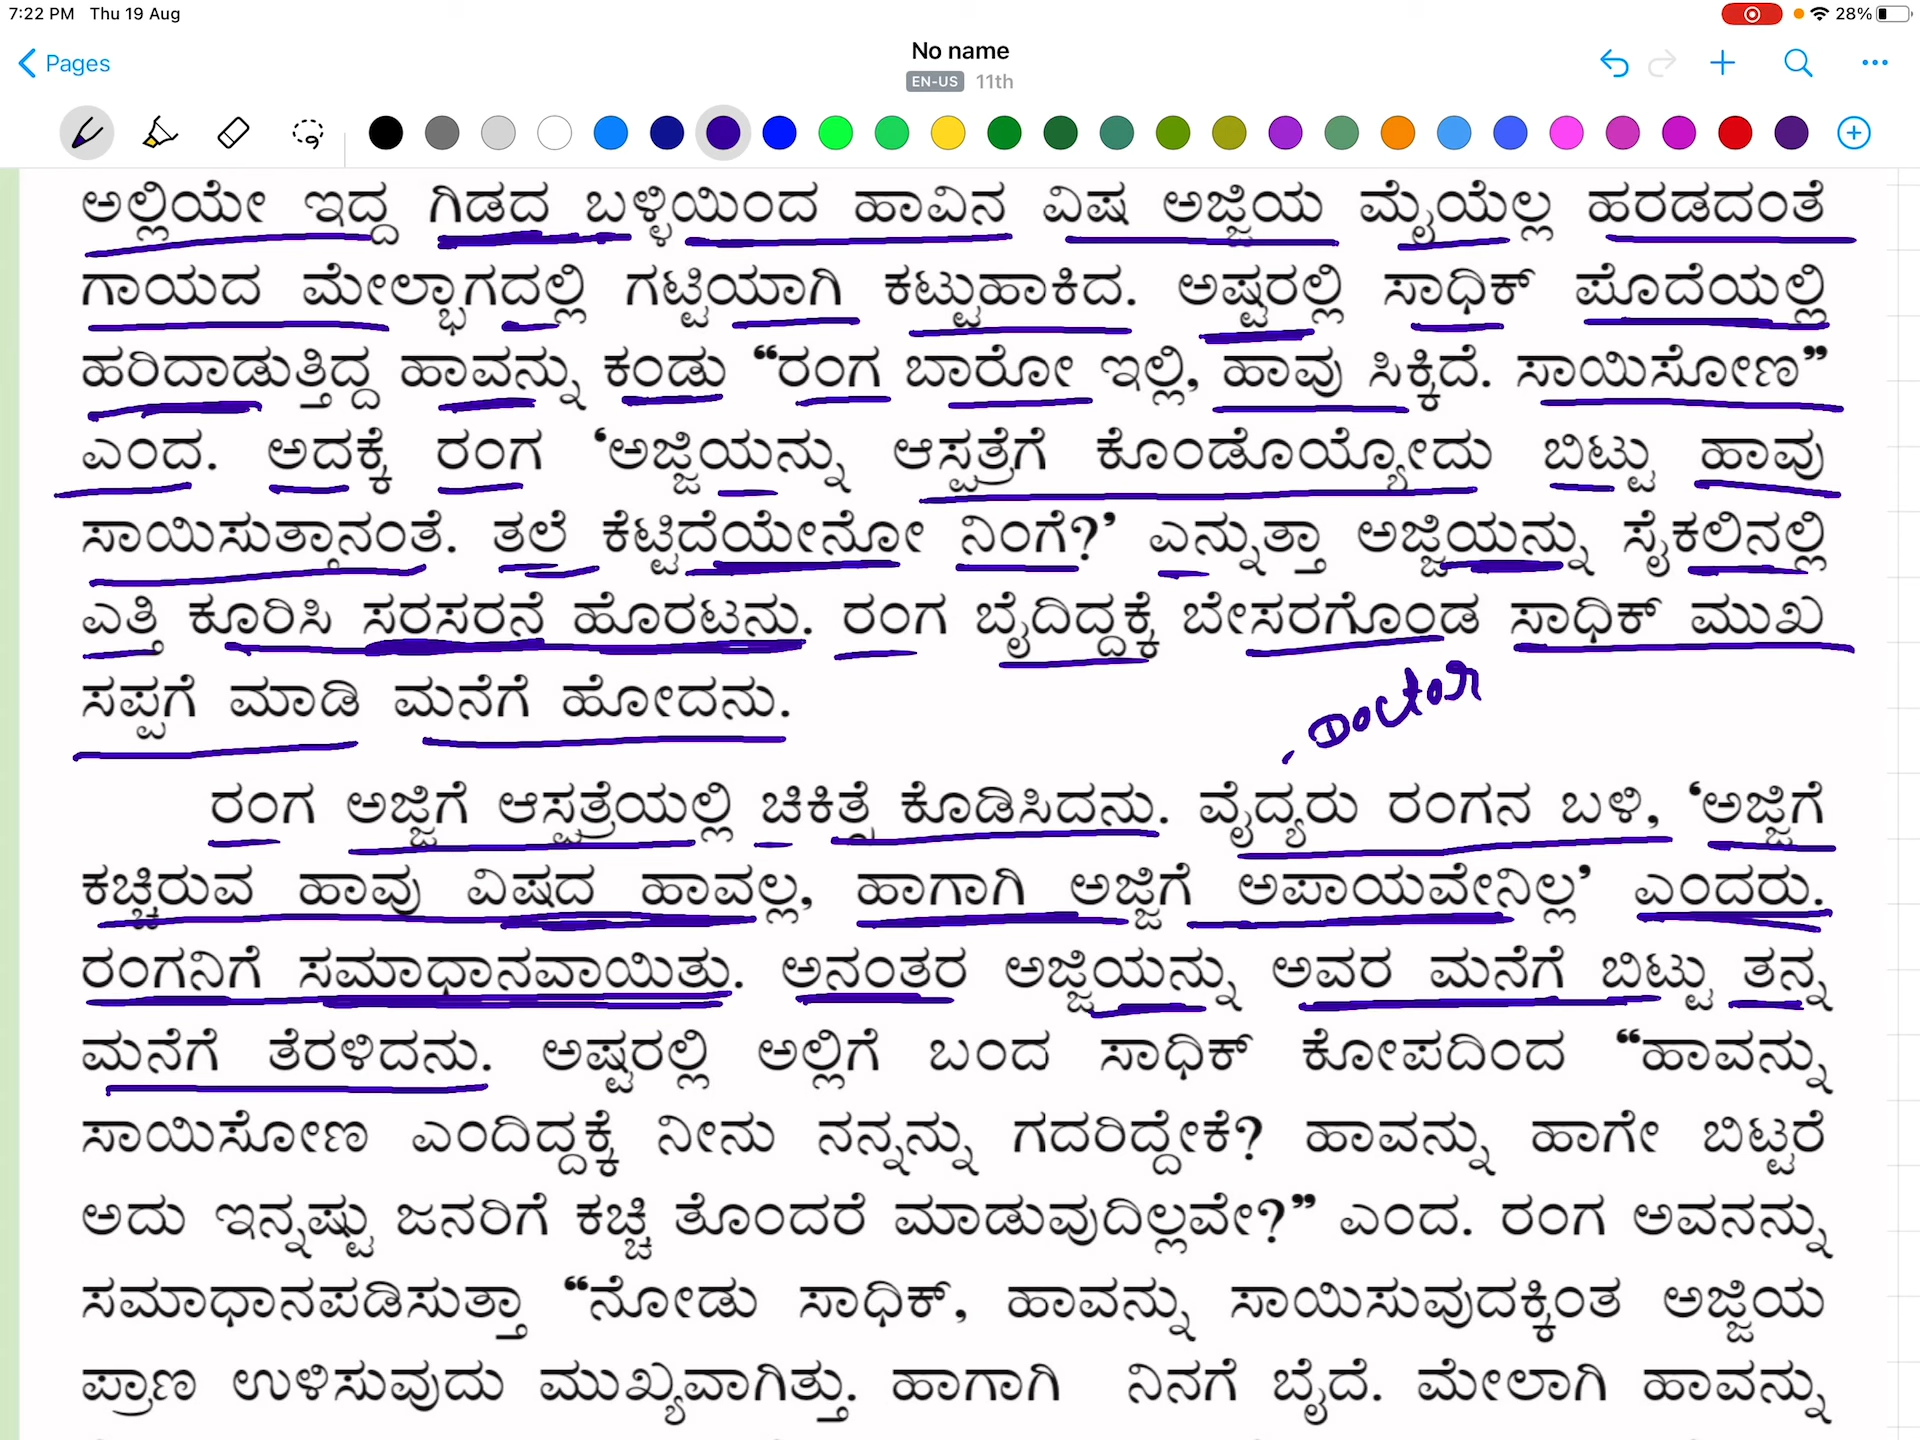 7:22 PM Thu 19 Aug
28%
Pages
No name
EN-US 11th
ಅಲ್ಲಿಯೇ ಇದ್ದ ಗಿಡದ ಬಳ್ಳಿಯಿಂದ ಹಾವಿನ ವಿಷ ಅಜ್ಜಿಯ ಮೈಯೆಲ್ಲ ಹರಡದಂತೆ
ಗಾಯದ ಮೇಲ್ಭಾಗದಲ್ಲಿ ಗಟ್ಟಿಯಾಗಿ ಕಟ್ಟುಹಾಕಿದ. ಅಷ್ಟರಲ್ಲಿ ಸಾಧಿಕ್ ಪೊದೆಯಲ್ಲಿ
ಹರಿದಾಡುತ್ತಿದ್ದ ಹಾವನ್ನು ಕಂಡು “ರಂಗ ಬಾರೋ ಇಲ್ಲಿ, ಹಾವು ಸಿಕ್ಕಿದೆ. ಸಾಯಿಸೋಣ”
ಎಂದ. ಅದಕ್ಕೆ ರಂಗ ‘ಅಜ್ಜಿಯನ್ನು ಆಸ್ಪತ್ರೆಗೆ ಕೊಂಡೊಯ್ಯೋದು ಬಿಟ್ಟು ಹಾವು
ಸಾಯಿಸುತ್ತಾನಂತೆ. ತಲೆ ಕೆಟ್ಟಿದೆಯೇನೋ ನಿಂಗೆ?’ ಎನ್ನುತ್ತಾ ಅಜ್ಜಿಯನ್ನು ಸೈಕಲಿನಲ್ಲಿ
ಎತ್ತಿ ಕೂರಿಸಿ ಸರಸರನೆ ಹೊರಟನು. ರಂಗ ಬೈದಿದ್ದಕ್ಕೆ ಬೇಸರಗೊಂಡ ಸಾಧಿಕ್ ಮುಖ
ಸಪ್ಪಗೆ ಮಾಡಿ ಮನೆಗೆ ಹೋದನು.
Doctor
ರಂಗ ಅಜ್ಜಿಗೆ ಆಸ್ಪತ್ರೆಯಲ್ಲಿ ಚಿಕಿತ್ಸೆ ಕೊಡಿಸಿದನು. ವೈದ್ಯರು ರಂಗನ ಬಳಿ, ‘ಅಜ್ಜಿಗೆ
ಕಚ್ಚಿರುವ ಹಾವು ವಿಷದ ಹಾವಲ್ಲ, ಹಾಗಾಗಿ ಅಜ್ಜಿಗೆ ಅಪಾಯವೇನಿಲ್ಲ’ ಎಂದರು.
ರಂಗನಿಗೆ ಸಮಾಧಾನವಾಯಿತು. ಅನಂತರ ಅಜ್ಜಿಯನ್ನು ಅವರ ಮನೆಗೆ ಬಿಟ್ಟು ತನ್ನ
ಮನೆಗೆ ತೆರಳಿದನು. ಅಷ್ಟರಲ್ಲಿ ಅಲ್ಲಿಗೆ ಬಂದ ಸಾಧಿಕ್ ಕೋಪದಿಂದ “ಹಾವನ್ನು
ಸಾಯಿಸೋಣ ಎಂದಿದ್ದಕ್ಕೆ ನೀನು ನನ್ನನ್ನು ಗದರಿದ್ದೇಕೆ? ಹಾವನ್ನು ಹಾಗೇ ಬಿಟ್ಟರೆ
ಅದು ಇನ್ನಷ್ಟು ಜನರಿಗೆ ಕಚ್ಚಿ ತೊಂದರೆ ಮಾಡುವುದಿಲ್ಲವೇ?” ಎಂದ. ರಂಗ ಅವನನ್ನು
ಸಮಾಧಾನಪಡಿಸುತ್ತಾ “ನೋಡು ಸಾಧಿಕ್, ಹಾವನ್ನು ಸಾಯಿಸುವುದಕ್ಕಿಂತ ಅಜ್ಜಿಯ
ಪ್ರಾಣ ಉಳಿಸುವುದು ಮುಖ್ಯವಾಗಿತ್ತು. ಹಾಗಾಗಿ ನಿನಗೆ ಬೈದೆ. ಮೇಲಾಗಿ ಹಾವನ್ನು